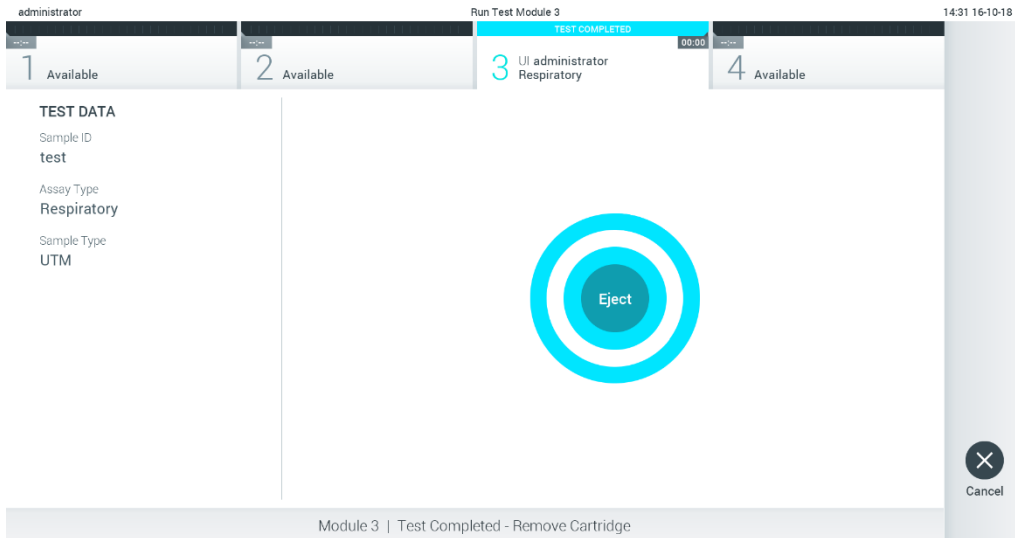 administrator
Run Test Module 3
14:31 16-10-18
TEST COMPLETED
--:--
--:--
00:00
--:--
1 Available
2 Available
3 UI administrator
Respiratory
4 Available
TEST DATA
Sample ID
test
Assay Type
Respiratory
Sample Type
UTM
Eject
Cancel
Module 3 | Test Completed - Remove Cartridge